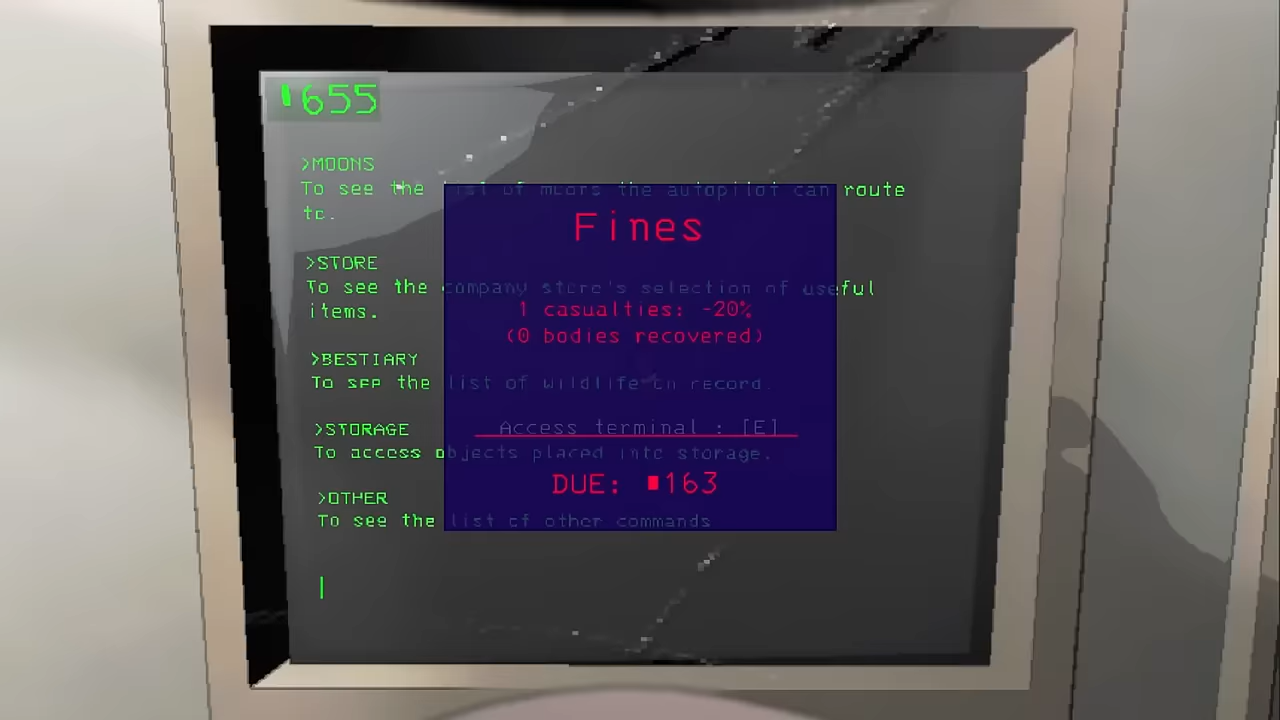 ▮655
>MOONS
To see the list of moons the autopilot can route
to.
>STORE
To see the company store's selection of useful
items.
>BESTIARY
To see the list of wildlife on record.
>STORAGE
To access objects placed into storage.
>OTHER
To see the list of other commands
Fines
1 casualties: -20%
(0 bodies recovered)
Access terminal : [E]
DUE: ▮163